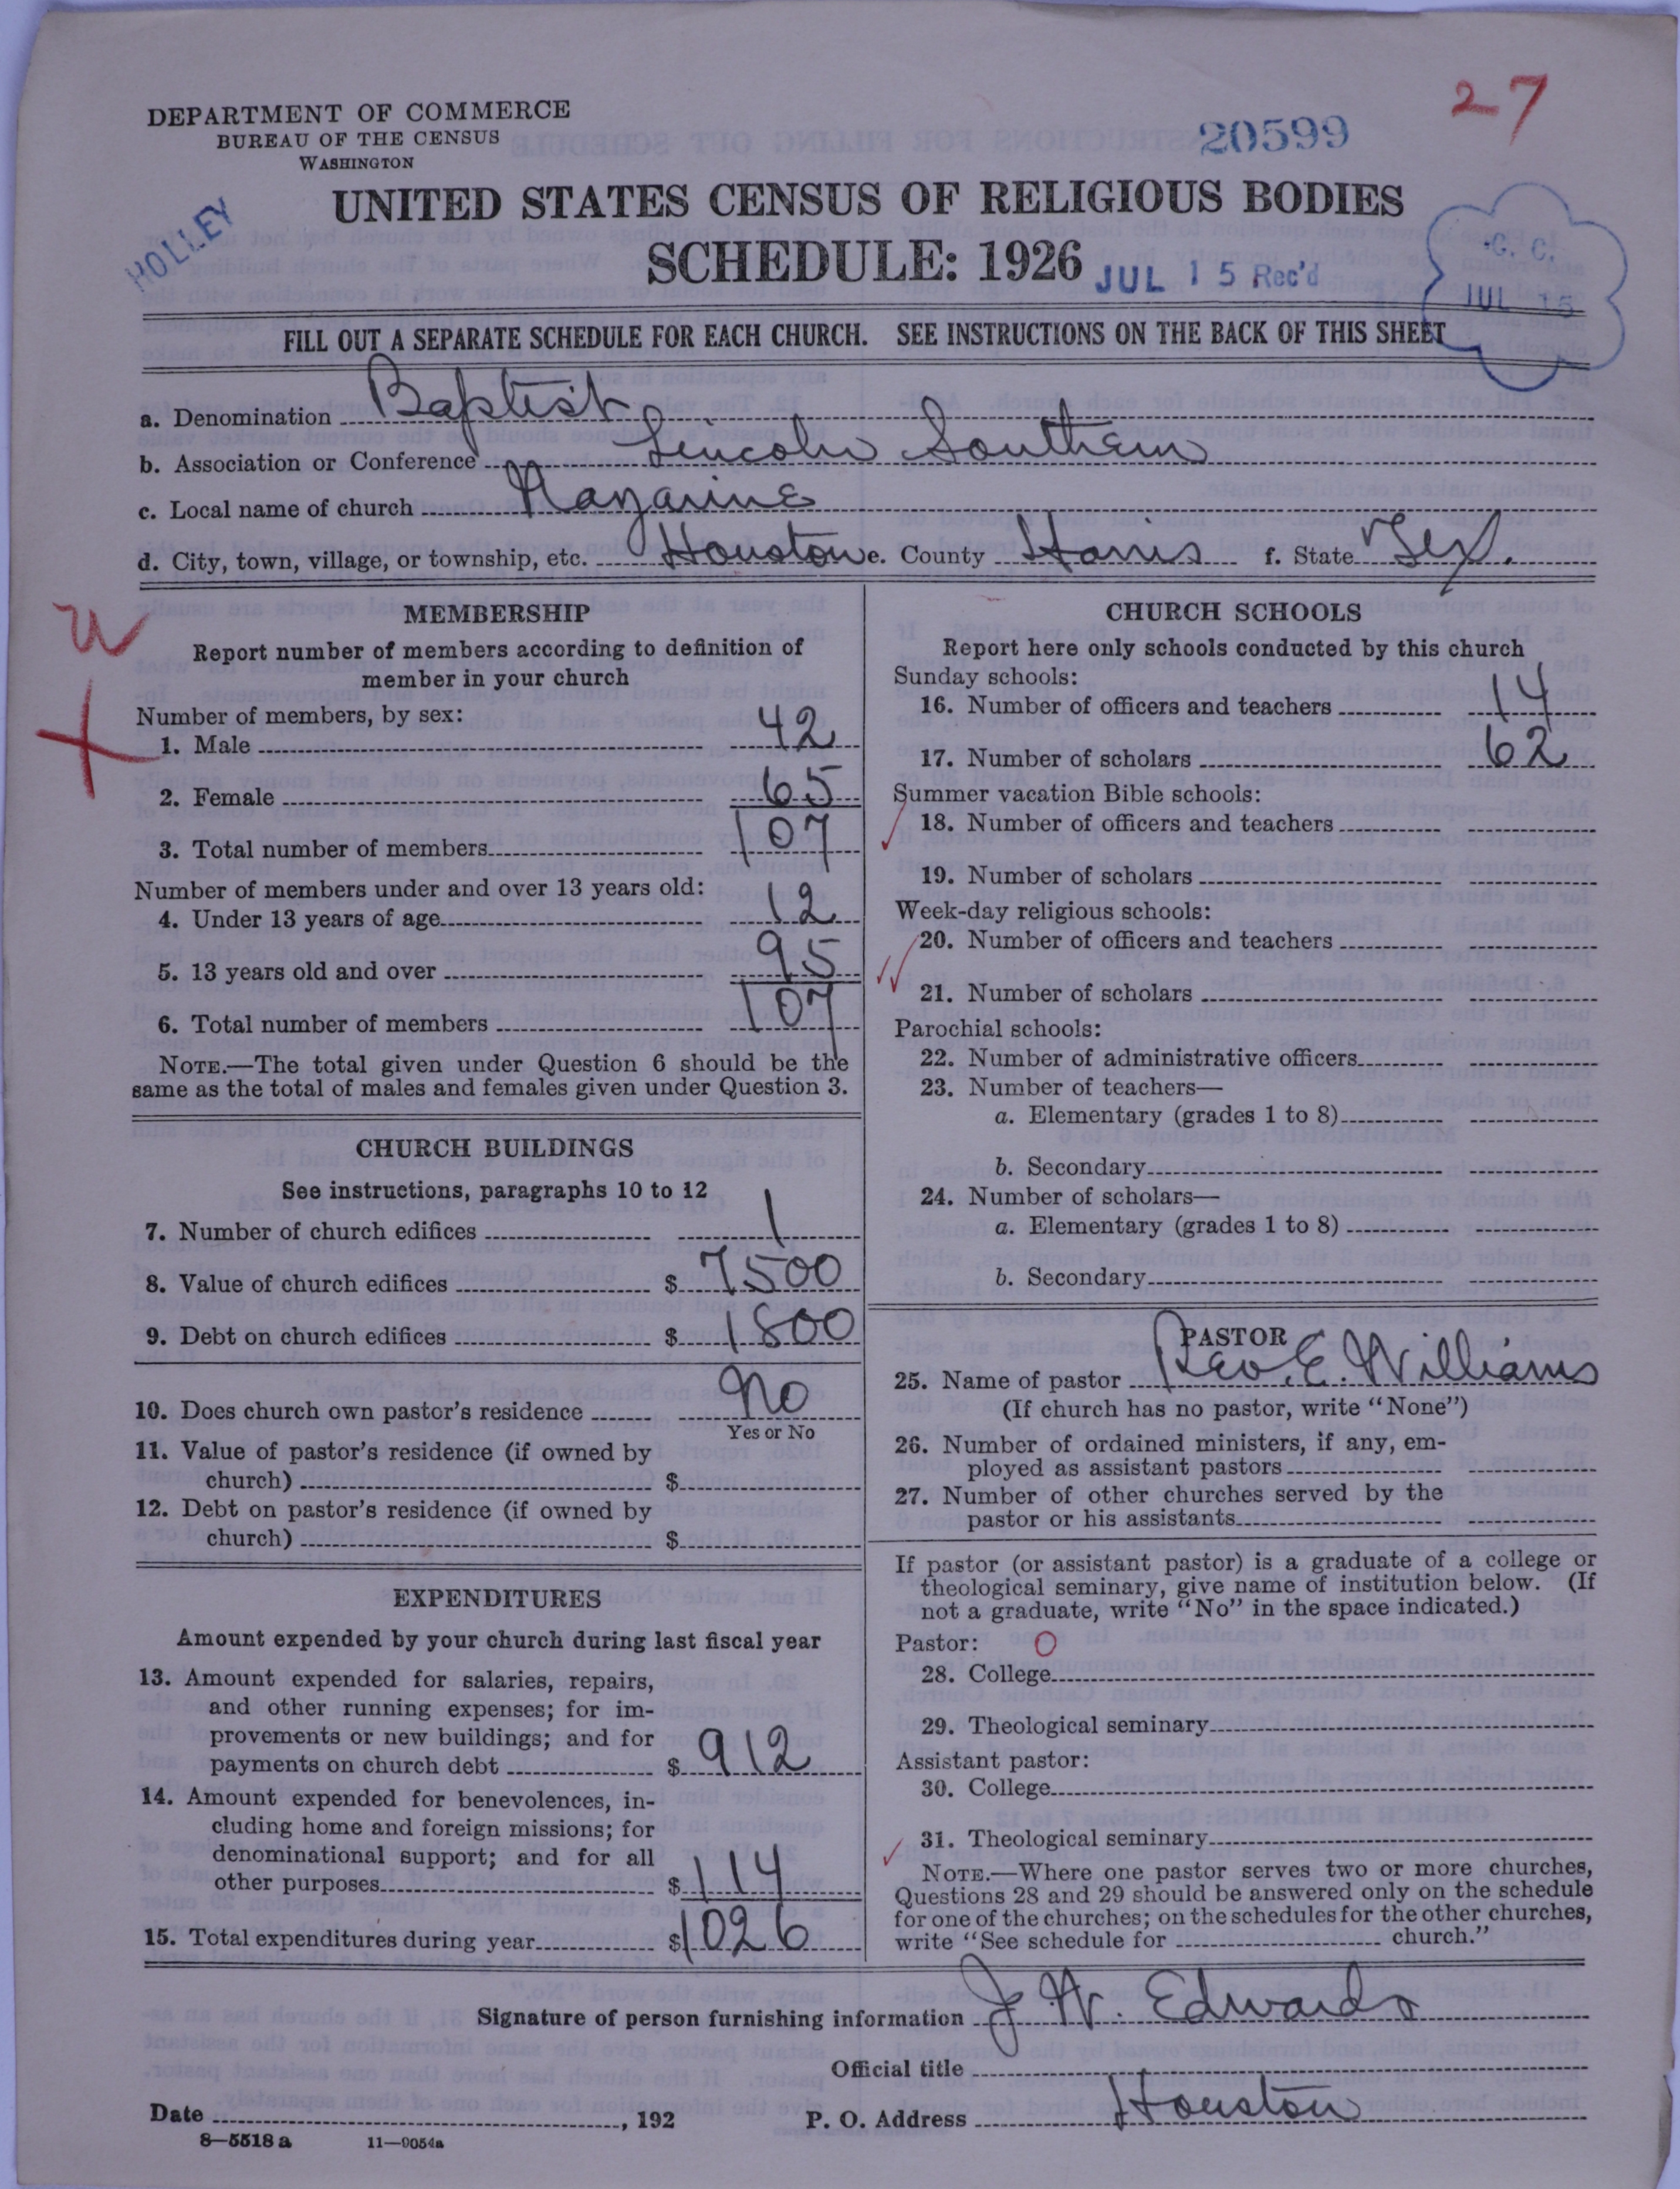 27
DEPARTMENT OF COMMERCE
BUREAU OF THE CENSUS
WASHINGTON
20599
HOLLEY
UNITED STATES CENSUS OF RELIGIOUS BODIES
SCHEDULE: 1926
JUL 15 Rec'd
C. C.
JUL 15
FILL OUT A SEPARATE SCHEDULE FOR EACH CHURCH. SEE INSTRUCTIONS ON THE BACK OF THIS SHEET
a. Denomination Baptist
b. Association or Conference Lincoln Southern
c. Local name of church Nazarine
d. City, town, village, or township, etc. Houston e. County Harris f. State Tex.
MEMBERSHIP
Report number of members according to definition of
member in your church
Number of members, by sex:
1. Male 42
2. Female 65
3. Total number of members 107
Number of members under and over 13 years old:
4. Under 13 years of age 12
5. 13 years old and over 95
6. Total number of members 107
NOTE.—The total given under Question 6 should be the
same as the total of males and females given under Question 3.
CHURCH BUILDINGS
See instructions, paragraphs 10 to 12
7. Number of church edifices 1
8. Value of church edifices $ 7500
9. Debt on church edifices $ 1800
10. Does church own pastor's residence No
Yes or No
11. Value of pastor's residence (if owned by
church) $
12. Debt on pastor's residence (if owned by
church) $
EXPENDITURES
Amount expended by your church during last fiscal year
13. Amount expended for salaries, repairs,
and other running expenses; for im-
provements or new buildings; and for
payments on church debt $ 912
14. Amount expended for benevolences, in-
cluding home and foreign missions; for
denominational support; and for all
other purposes $ 114
15. Total expenditures during year $ 1026
CHURCH SCHOOLS
Report here only schools conducted by this church
Sunday schools:
16. Number of officers and teachers 14
17. Number of scholars 62
Summer vacation Bible schools:
18. Number of officers and teachers
19. Number of scholars
Week-day religious schools:
20. Number of officers and teachers
21. Number of scholars
Parochial schools:
22. Number of administrative officers
23. Number of teachers—
a. Elementary (grades 1 to 8)
b. Secondary
24. Number of scholars—
a. Elementary (grades 1 to 8)
b. Secondary
PASTOR
25. Name of pastor Rev. E. Williams
(If church has no pastor, write "None")
26. Number of ordained ministers, if any, em-
ployed as assistant pastors
27. Number of other churches served by the
pastor or his assistants
If pastor (or assistant pastor) is a graduate of a college or
theological seminary, give name of institution below. (If
not a graduate, write "No" in the space indicated.)
Pastor: O
28. College
29. Theological seminary
Assistant pastor:
30. College
31. Theological seminary
NOTE.—Where one pastor serves two or more churches,
Questions 28 and 29 should be answered only on the schedule
for one of the churches; on the schedules for the other churches,
write "See schedule for church."
Signature of person furnishing information J. W. Edwards
Official title
Date , 192 P. O. Address Houston
8—5518 a 11—9054a